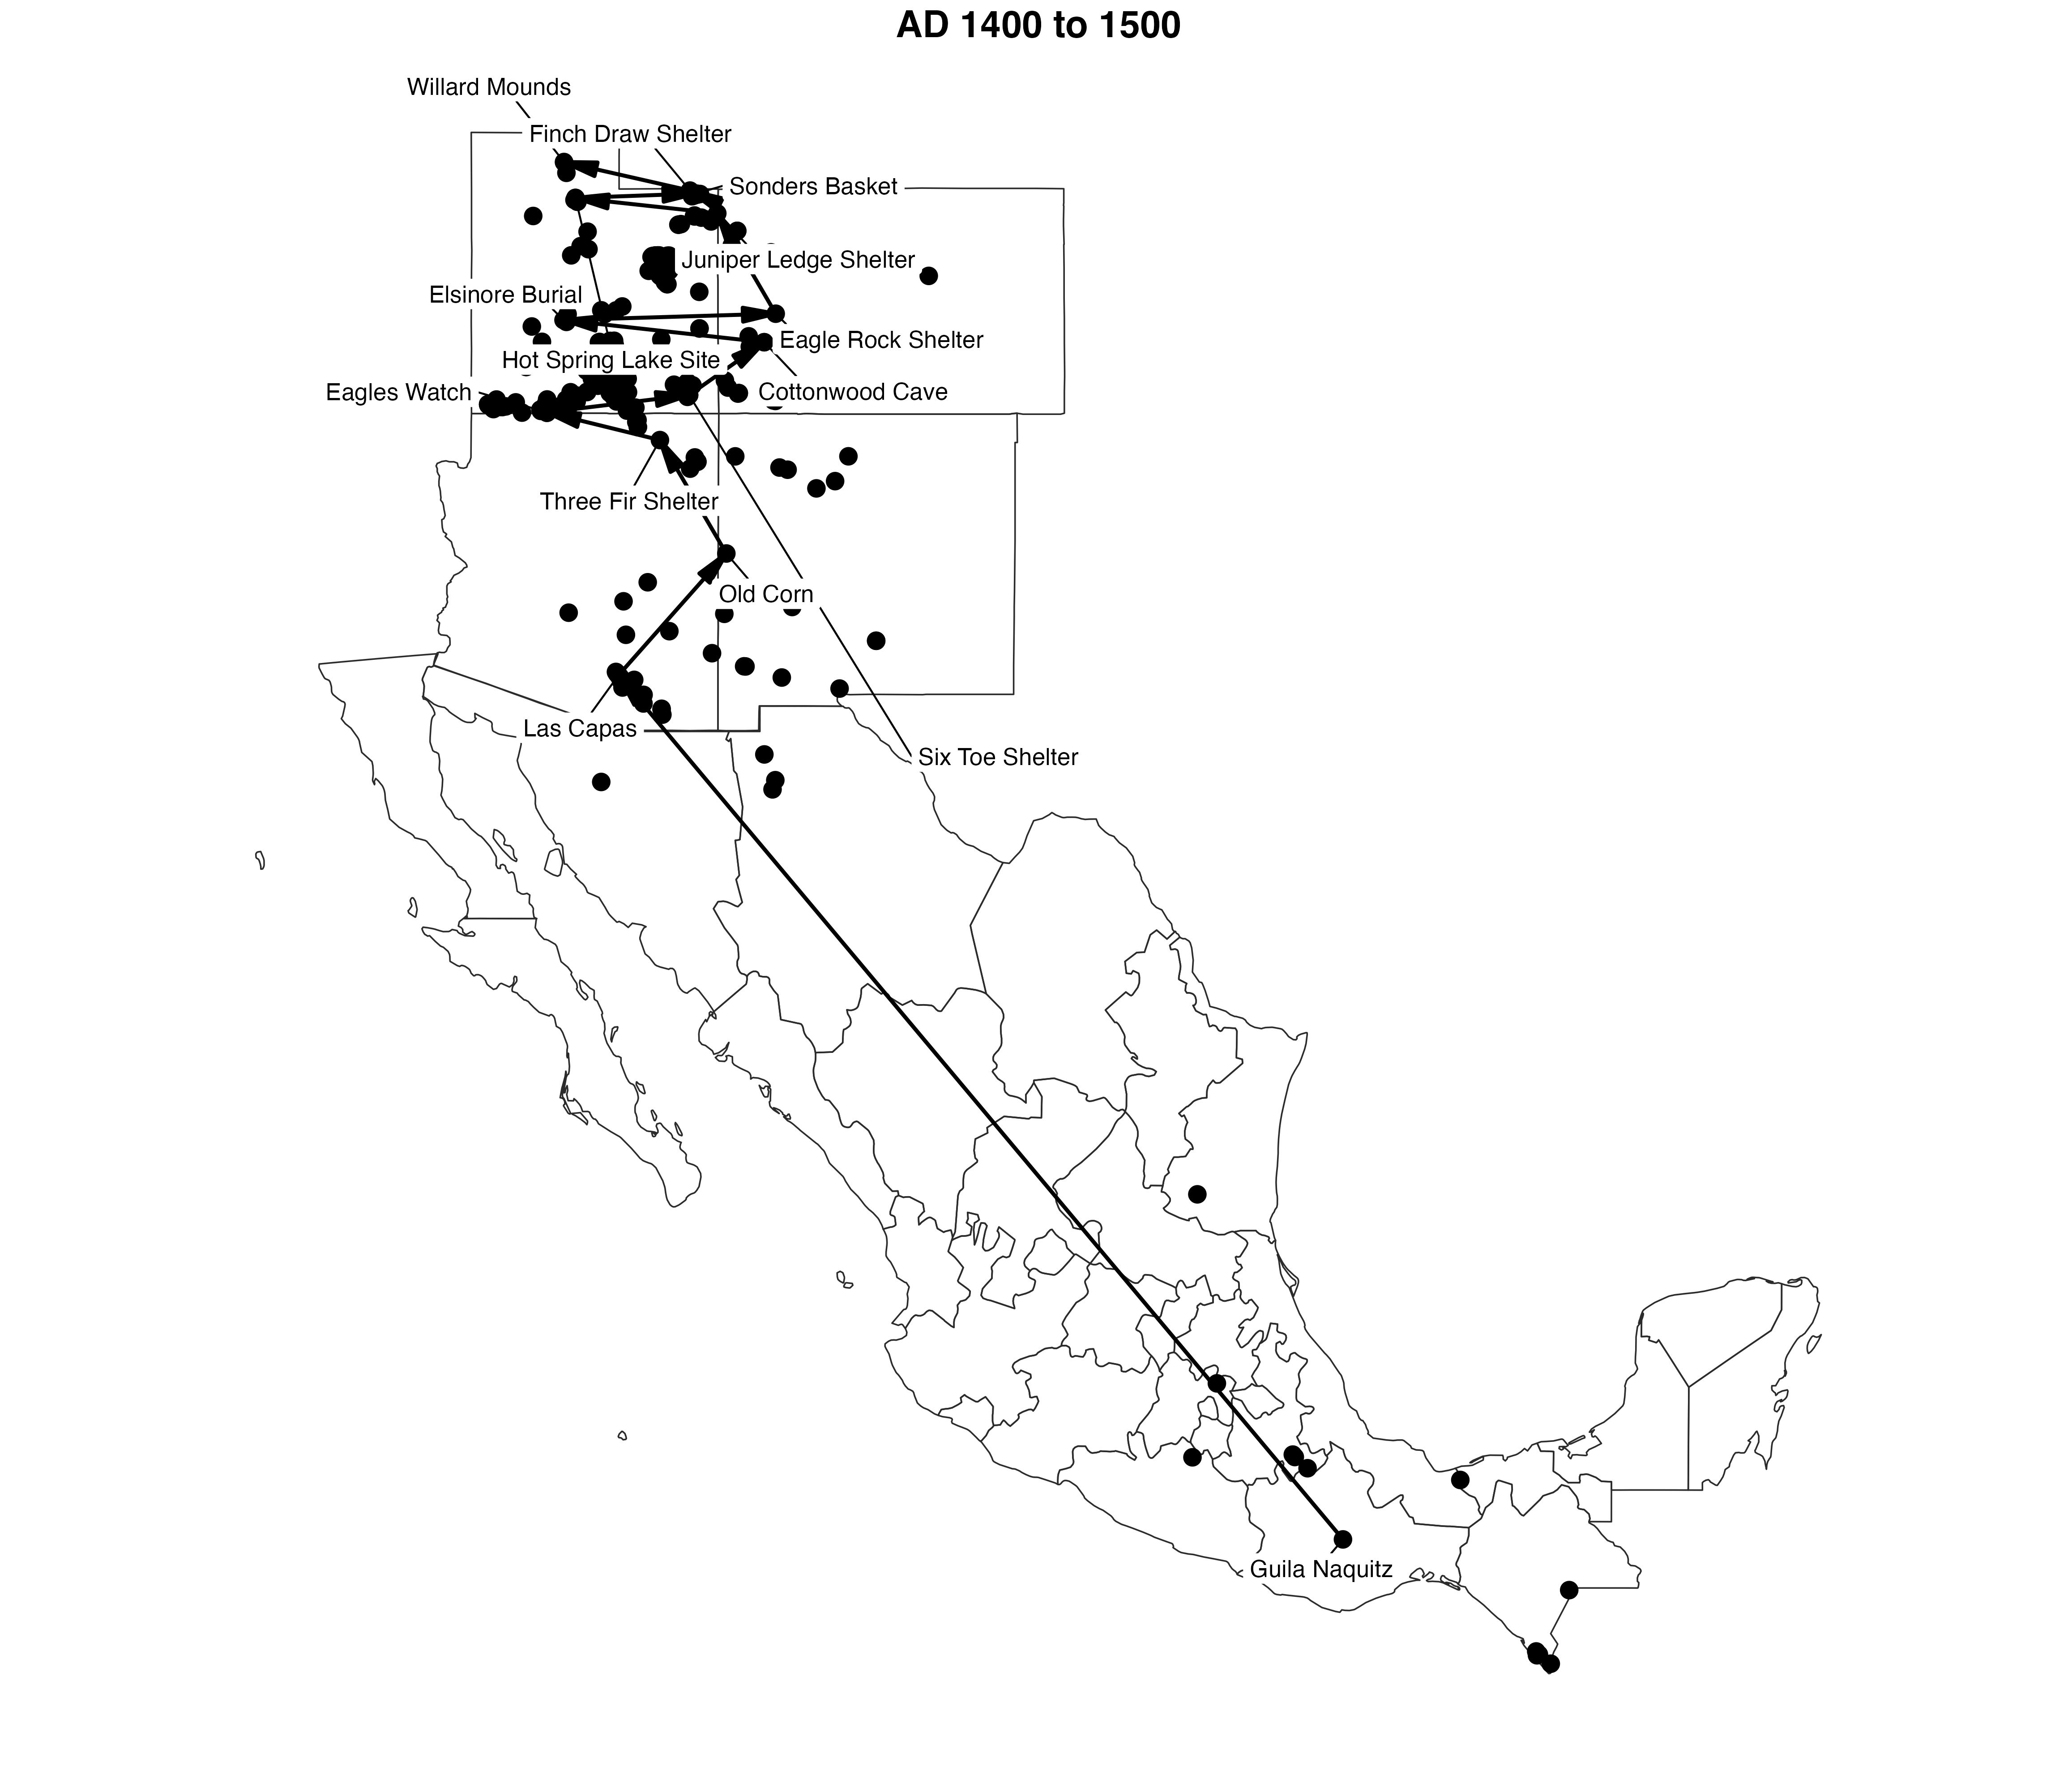 AD 1400 to 1500
Willard Mounds
Finch Draw Shelter
Sonders Basket
Juniper Ledge Shelter
Elsinore Burial
Eagle Rock Shelter
Hot Spring Lake Site
Eagles Watch
Cottonwood Cave
Three Fir Shelter
Old Corn
Las Capas
Six Toe Shelter
Guila Naquitz